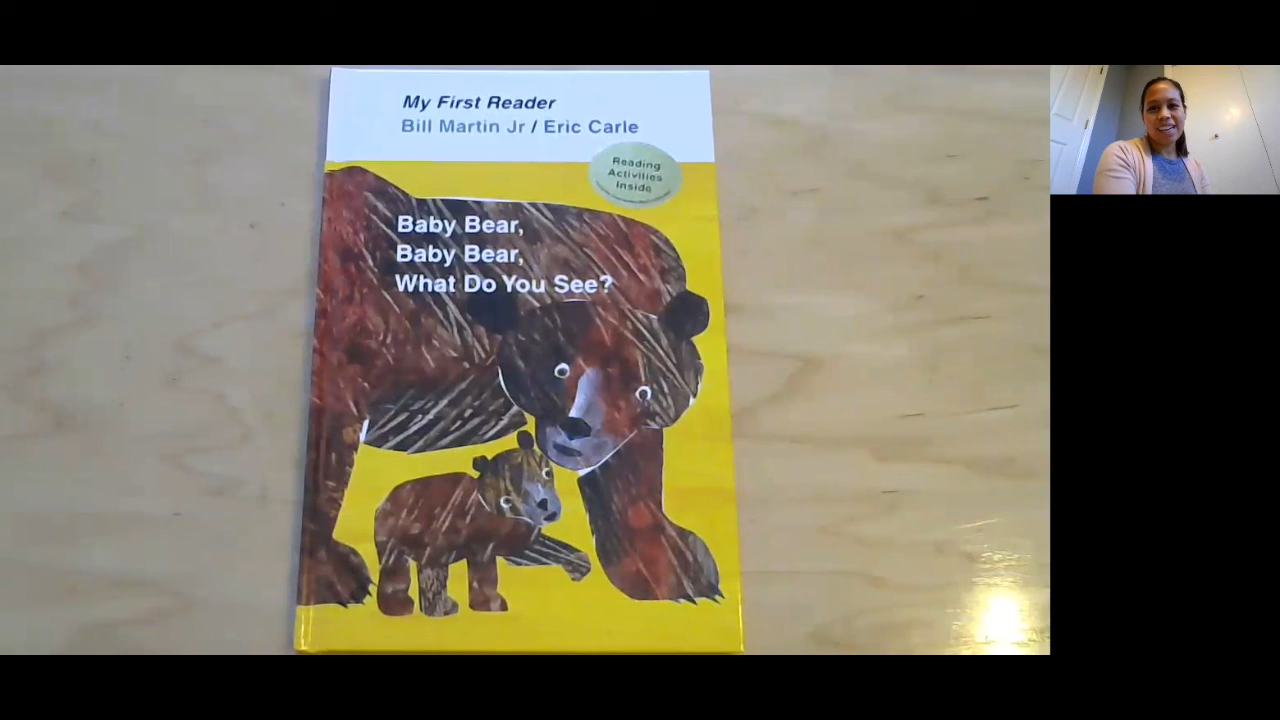 My First Reader
Bill Martin Jr / Eric Carle
Reading
Activities
Inside
Baby Bear,
Baby Bear,
What Do You See?